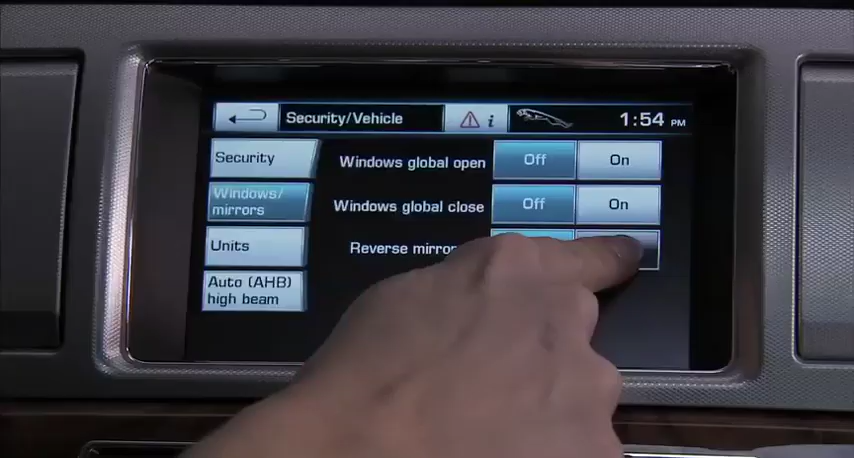 Security/Vehicle i 1:54 PM
Security
Windows global open Off On
Windows/
mirrors
Windows global close Off On
Units
Reverse
Auto (AHB)
high beam